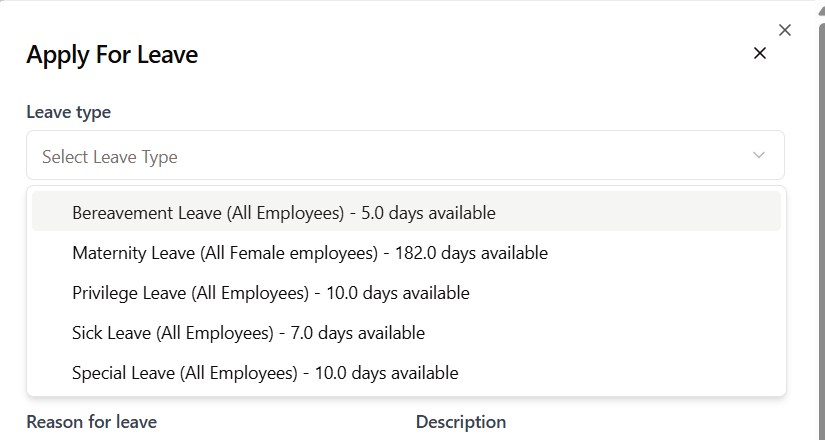 Apply For Leave
Leave type
Select Leave Type
Bereavement Leave (All Employees) - 5.0 days available
Maternity Leave (All Female employees) - 182.0 days available
Privilege Leave (All Employees) - 10.0 days available
Sick Leave (All Employees) - 7.0 days available
Special Leave (All Employees) - 10.0 days available
Reason for leave
Description